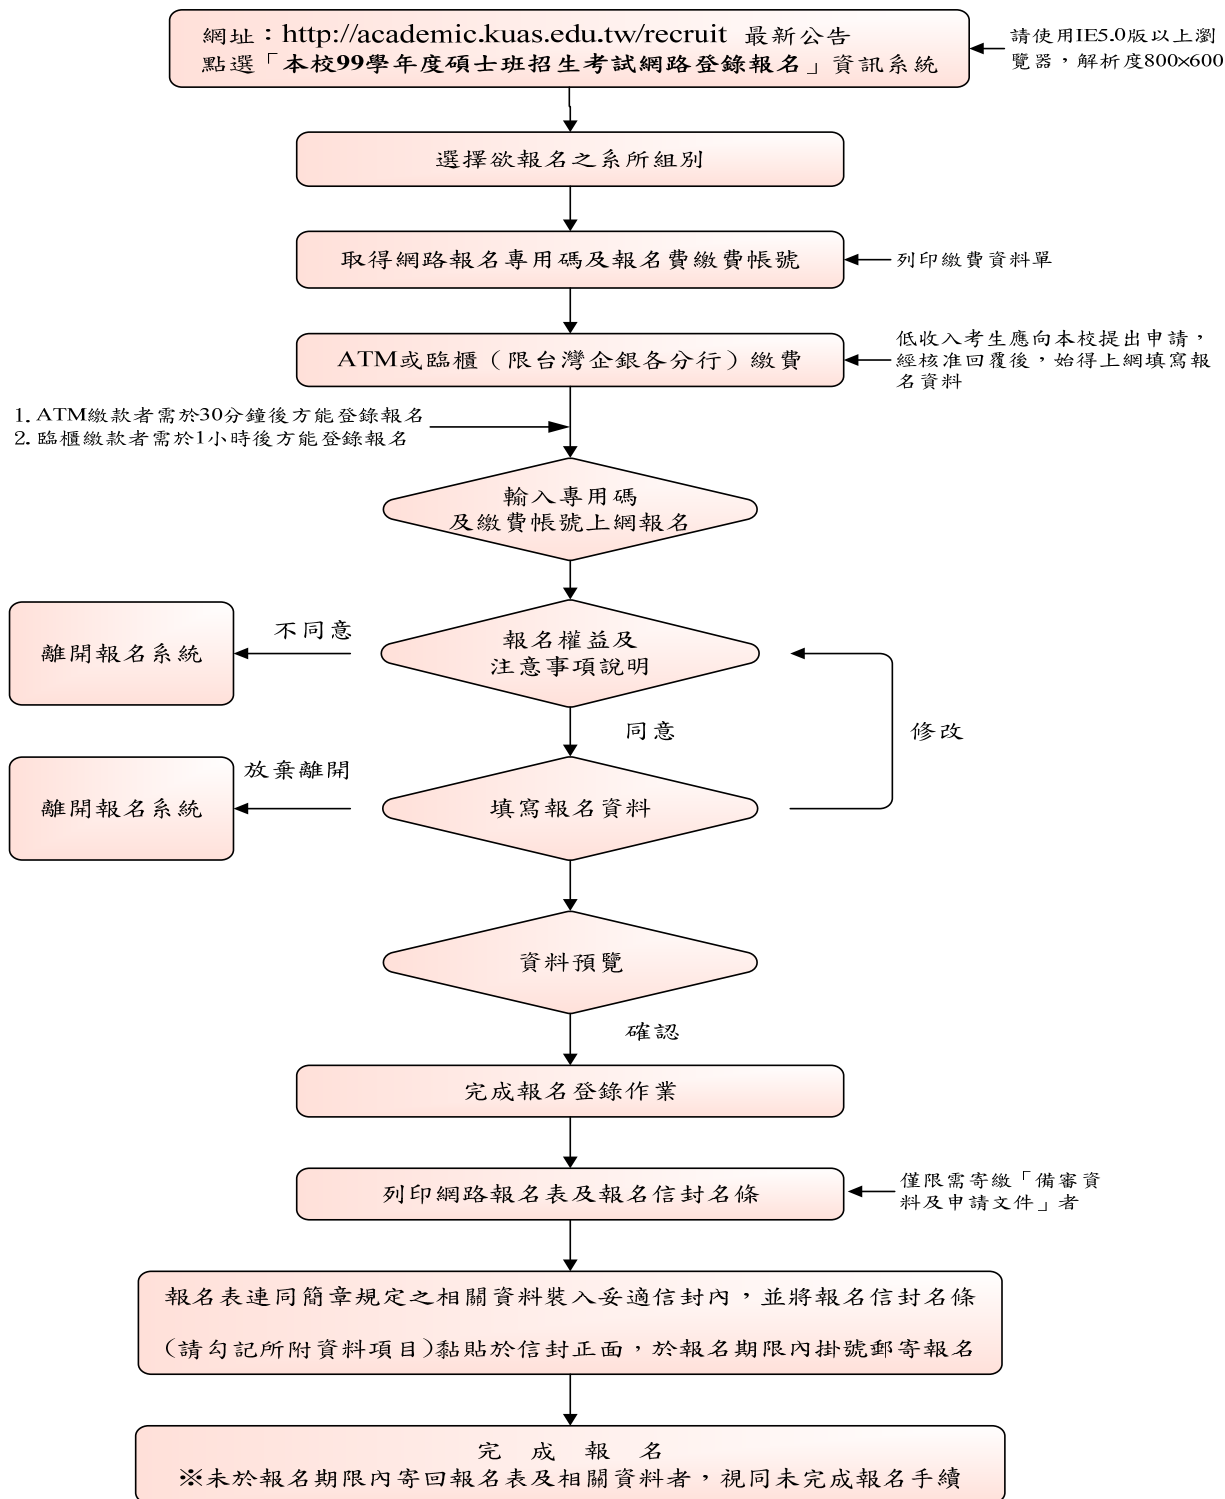 網址：http://academic.kuas.edu.tw/recruit 最新公告
點選「本校99學年度碩士班招生考試網路登錄報名」資訊系統
請使用IE5.0版以上瀏
覽器，解析度800×600
選擇欲報名之系所組別
取得網路報名專用碼及報名費繳費帳號
列印繳費資料單
ATM或臨櫃（限台灣企銀各分行）繳費
低收入考生應向本校提出申請，
經核准回覆後，始得上網填寫報
名資料
1. ATM繳款者需於30分鐘後方能登錄報名
2. 臨櫃繳款者需於1小時後方能登錄報名
輸入專用碼
及繳費帳號上網報名
離開報名系統
不同意
報名權益及
注意事項說明
同意
修改
離開報名系統
放棄離開
填寫報名資料
資料預覽
確認
完成報名登錄作業
列印網路報名表及報名信封名條
僅限需寄繳「備審資
料及申請文件」者
報名表連同簡章規定之相關資料裝入妥適信封內，並將報名信封名條
(請勾記所附資料項目)黏貼於信封正面，於報名期限內掛號郵寄報名
完 成 報 名
※未於報名期限內寄回報名表及相關資料者，視同未完成報名手續